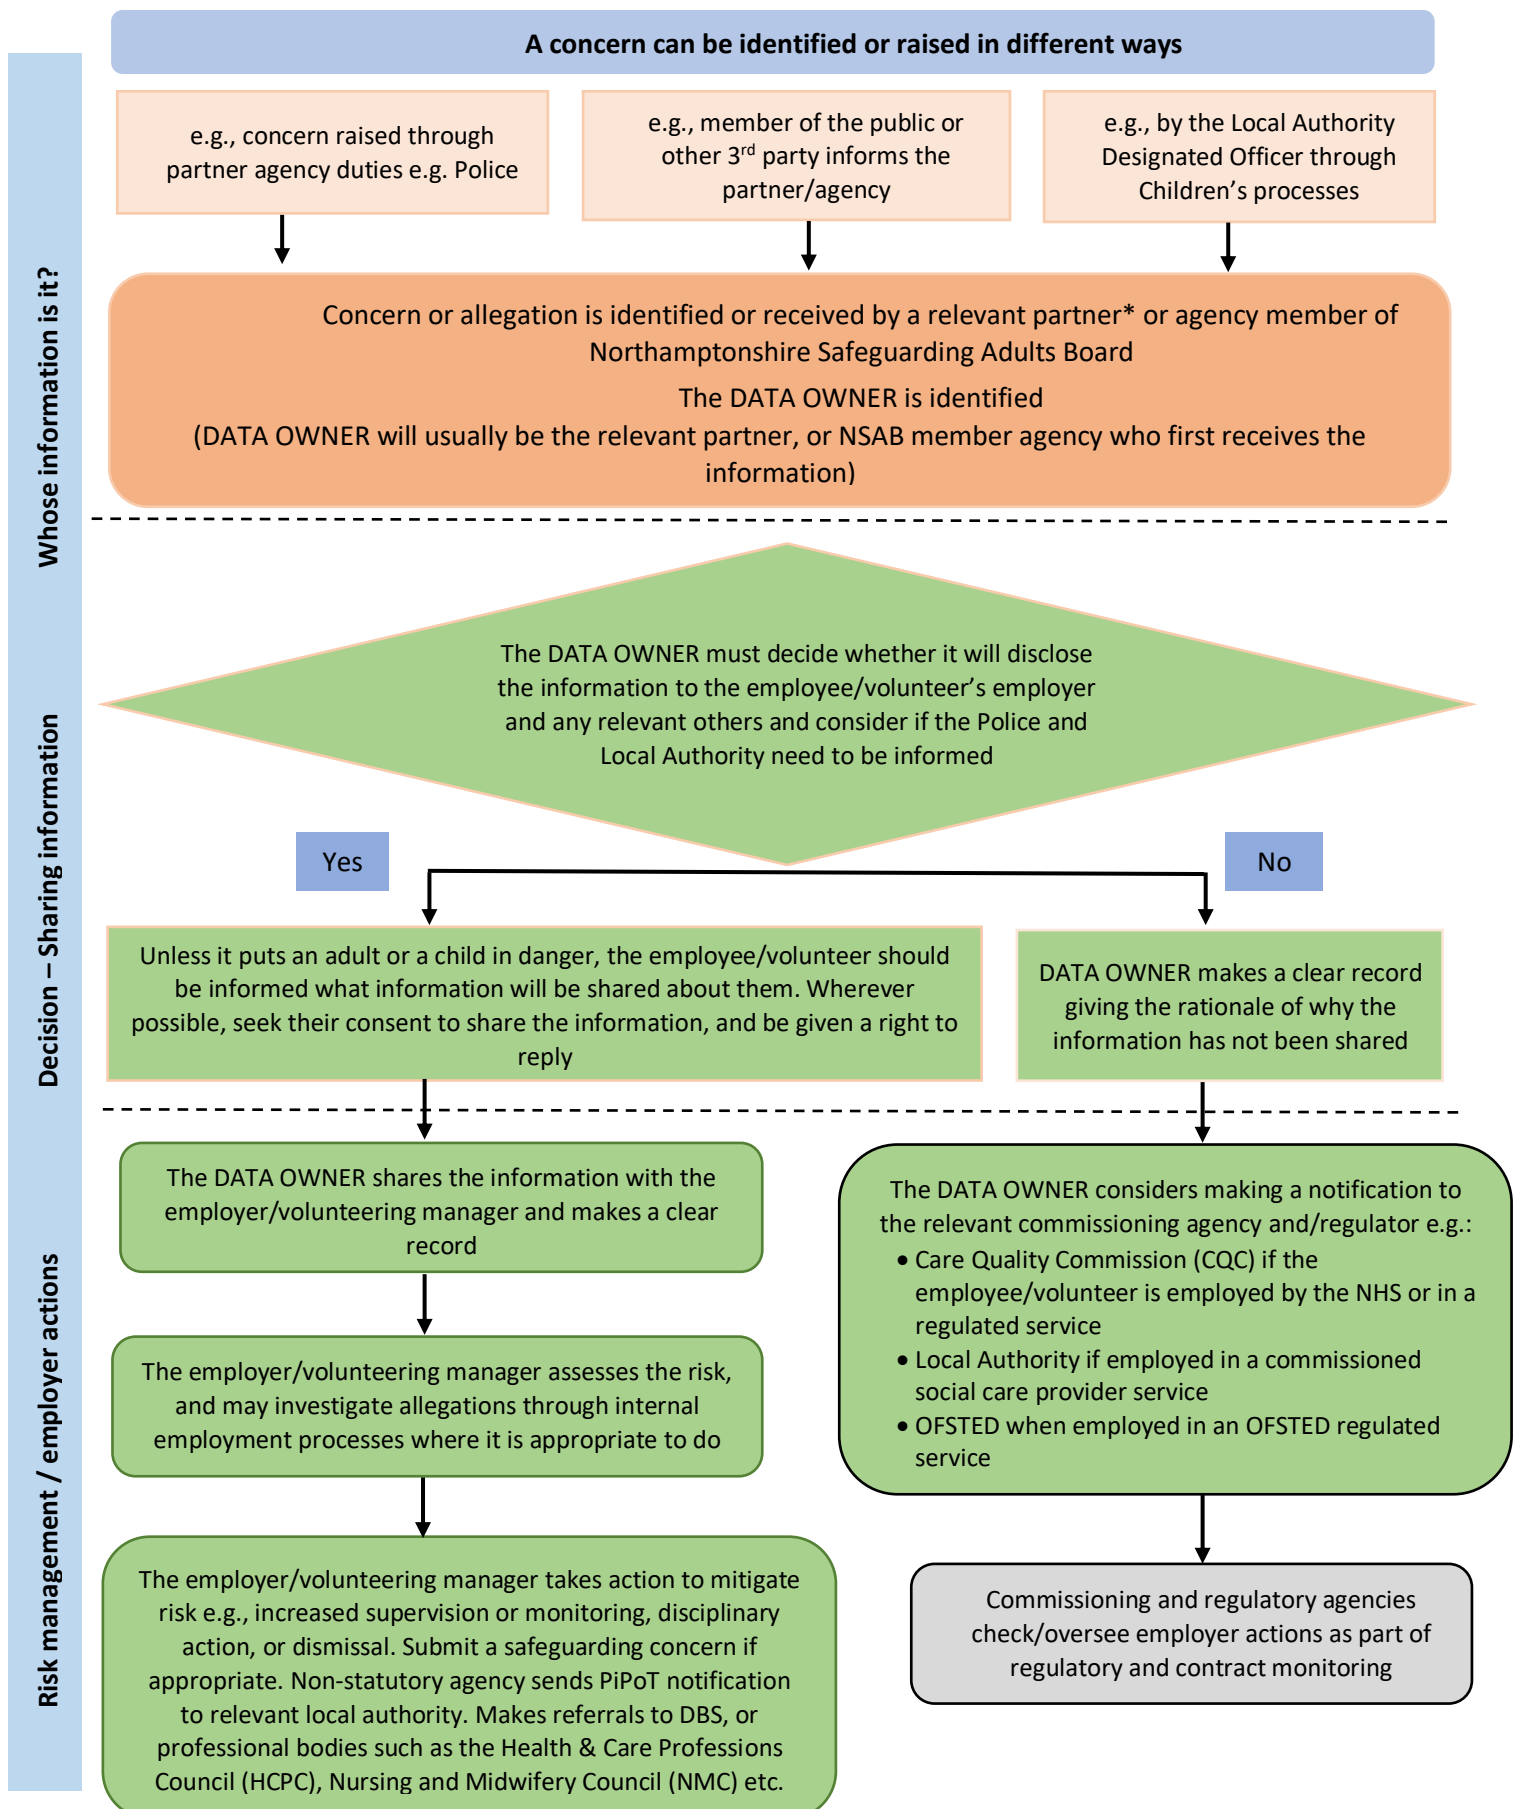 A concern can be identified or raised in different ways
e.g., concern raised through
partner agency duties e.g. Police
e.g., member of the public or
other 3rd party informs the
partner/agency
e.g., by the Local Authority
Designated Officer through
Children's processes
Whose information is it?
Concern or allegation is identified or received by a relevant partner* or agency member of
Northamptonshire Safeguarding Adults Board
The DATA OWNER is identified
(DATA OWNER will usually be the relevant partner, or NSAB member agency who first receives the
information)
Decision – Sharing information
The DATA OWNER must decide whether it will disclose
the information to the employee/volunteer's employer
and any relevant others and consider if the Police and
Local Authority need to be informed
Yes
No
Unless it puts an adult or a child in danger, the employee/volunteer should
be informed what information will be shared about them. Wherever
possible, seek their consent to share the information, and be given a right to
reply
DATA OWNER makes a clear record
giving the rationale of why the
information has not been shared
Risk management / employer actions
The DATA OWNER shares the information with the
employer/volunteering manager and makes a clear
record
The employer/volunteering manager assesses the risk,
and may investigate allegations through internal
employment processes where it is appropriate to do
The employer/volunteering manager takes action to mitigate
risk e.g., increased supervision or monitoring, disciplinary
action, or dismissal. Submit a safeguarding concern if
appropriate. Non-statutory agency sends PiPoT notification
to relevant local authority. Makes referrals to DBS, or
professional bodies such as the Health & Care Professions
Council (HCPC), Nursing and Midwifery Council (NMC) etc.
The DATA OWNER considers making a notification to
the relevant commissioning agency and/regulator e.g.:
• Care Quality Commission (CQC) if the
employee/volunteer is employed by the NHS or in a
regulated service
• Local Authority if employed in a commissioned
social care provider service
• OFSTED when employed in an OFSTED regulated
service
Commissioning and regulatory agencies
check/oversee employer actions as part of
regulatory and contract monitoring